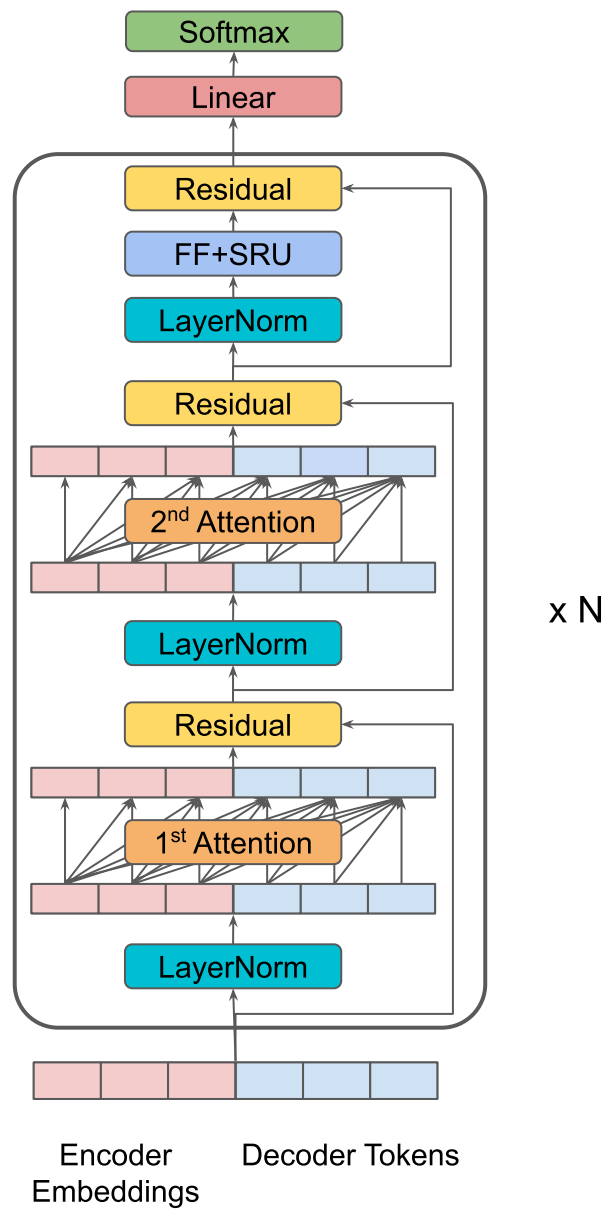 Softmax
Linear
Residual
FF+SRU
LayerNorm
Residual
2nd Attention
x N
LayerNorm
Residual
1st Attention
LayerNorm
Encoder Embeddings
Decoder Tokens